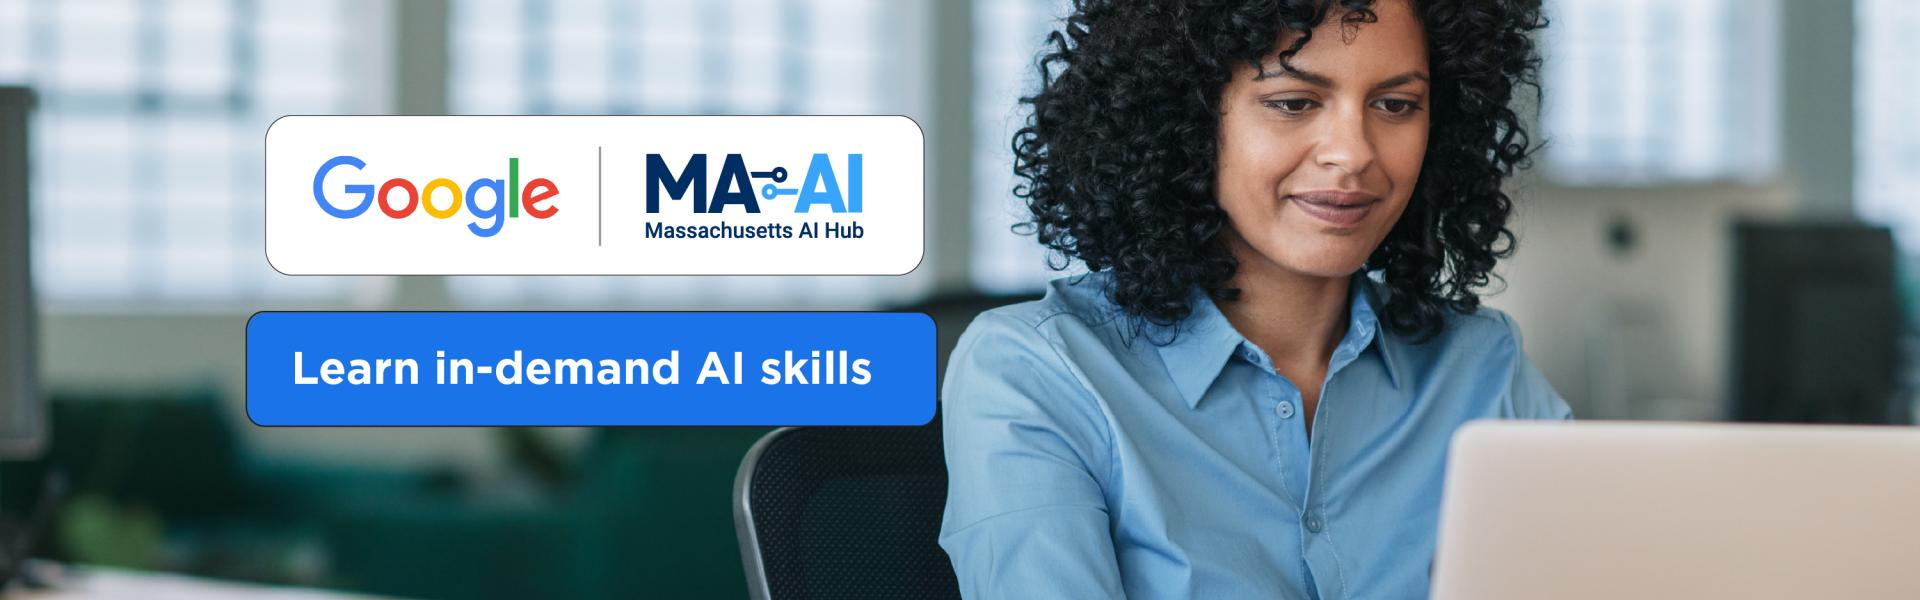 Google
MA AI
Massachusetts AI Hub
Learn in-demand AI skills